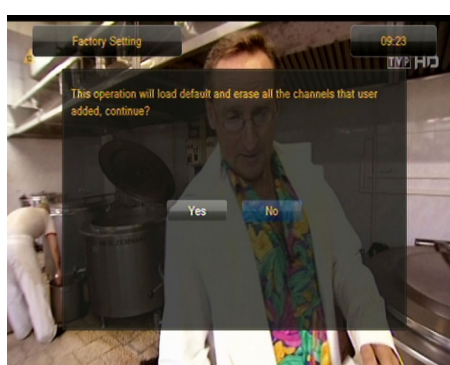 Factory Setting
09:23
TVP HD
This operation will load default and erase all the channels that user
added, continue?
Yes
No